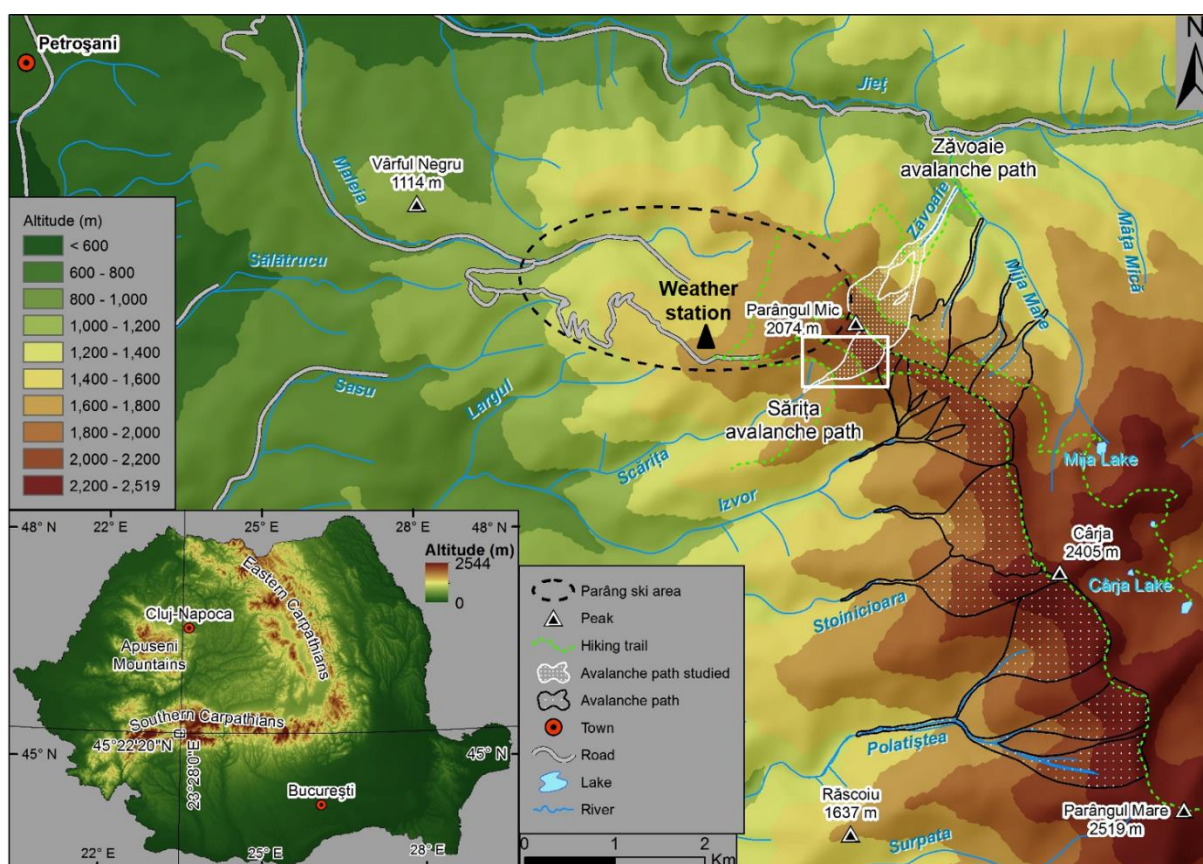 Petroşani
N
Jieţ
Zăvoaie
avalanche path
Vârful Negru
1114 m
Maleia
Zăvoaie
Mija Mare
Mâţa Mică
Altitude (m)
< 600
600 - 800
800 - 1,000
1,000 - 1,200
1,200 - 1,400
1,400 - 1,600
1,600 - 1,800
1,800 - 2,000
2,000 - 2,200
2,200 - 2,519
Sălătrucu
Weather
station
Parângul Mic
2074 m
Sasu
Largul
Sărița
avalanche path
Scărița
Izvor
Mija Lake
Cârja
2405 m
Cârja Lake
Stoinicioara
Polatiştea
Răscoiu
1637 m
Surpata
Parângul Mare
2519 m
48° N
22° E
25° E
28° E
48° N
Altitude (m)
2544
0
Eastern Carpathians
Cluj-Napoca
Apuseni
Mountains
Southern Carpathians
45°22'20"N
45° N
23°28'0"E
45° N
Bucureşti
22° E
25° E
28° E
Parâng ski area
Peak
Hiking trail
Avalanche path studied
Avalanche path
Town
Road
Lake
River
0
1
2
Km